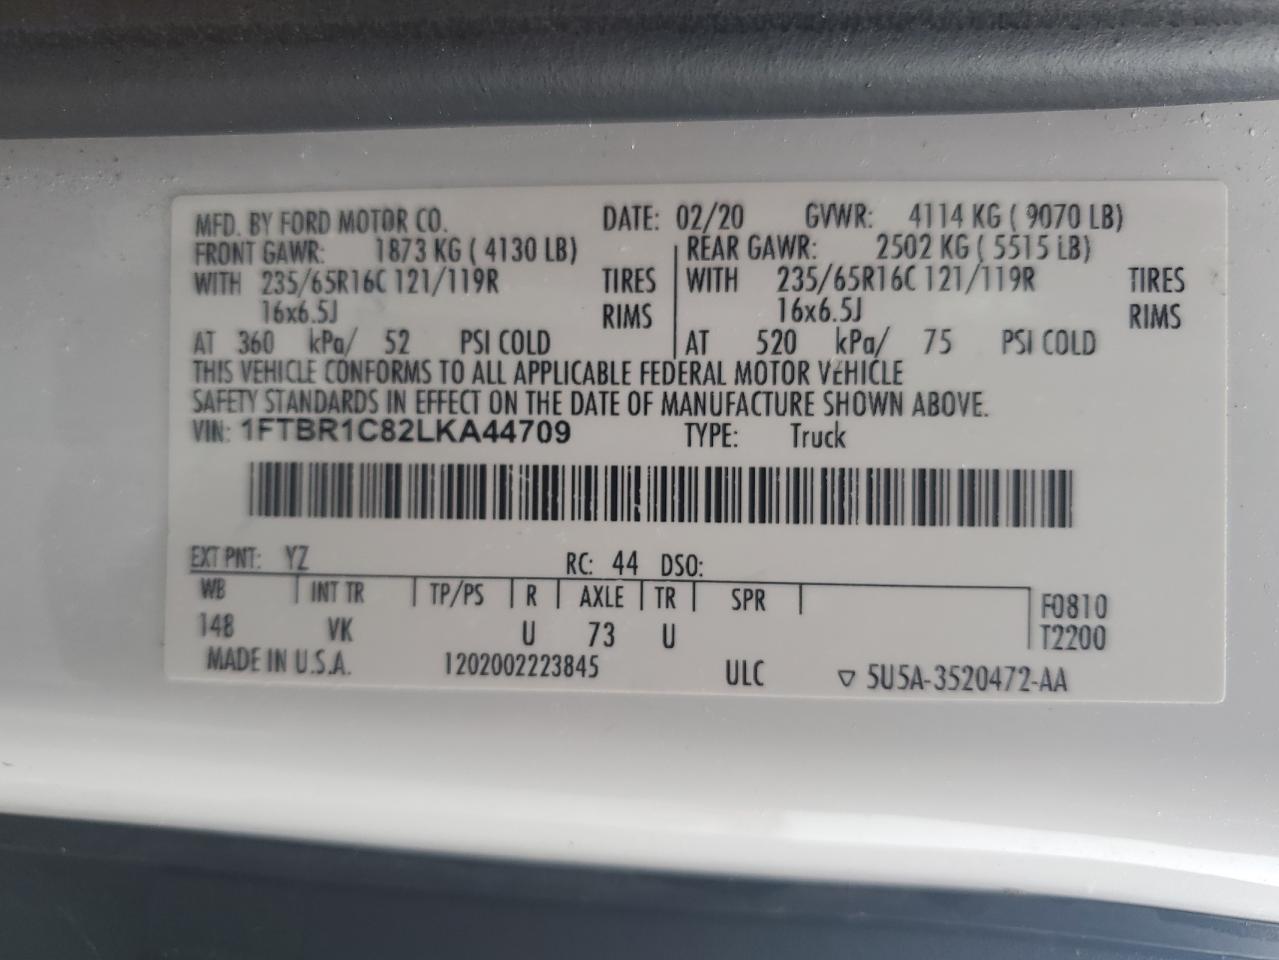 MFD. BY FORD MOTOR CO. DATE: 02/20 GVWR: 4114 KG ( 9070 LB)
FRONT GAWR: 1873 KG ( 4130 LB) REAR GAWR: 2502 KG ( 5515 LB)
WITH 235/65R16C 121/119R TIRES WITH 235/65R16C 121/119R TIRES
16x6.5J RIMS 16x6.5J RIMS
AT 360 kPa/ 52 PSI COLD AT 520 kPa/ 75 PSI COLD
THIS VEHICLE CONFORMS TO ALL APPLICABLE FEDERAL MOTOR VEHICLE
SAFETY STANDARDS IN EFFECT ON THE DATE OF MANUFACTURE SHOWN ABOVE.
VIN: 1FTBR1C82LKA44709 TYPE: Truck
EXT PNT: YZ RC: 44 DSO:
WB INT TR TP/PS R AXLE TR SPR F0810
148 VK U 73 U T2200
MADE IN U.S.A. 1202002223845 ULC ▽ 5U5A-3520472-AA